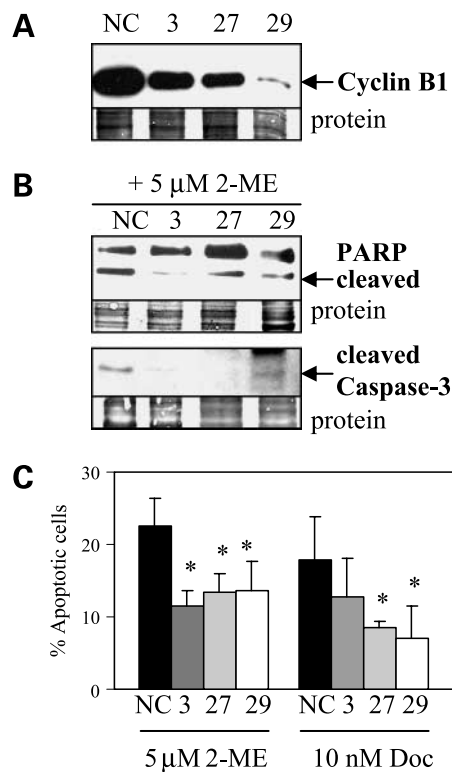 A
NC 3 27 29
Cyclin B1
protein
B
+ 5 μM 2-ME
NC 3 27 29
PARP
cleaved
protein
cleaved
Caspase-3
protein
C
% Apoptotic cells
30
20
10
0
* * *
* *
NC 3 27 29 NC 3 27 29
5 μM 2-ME 10 nM Doc